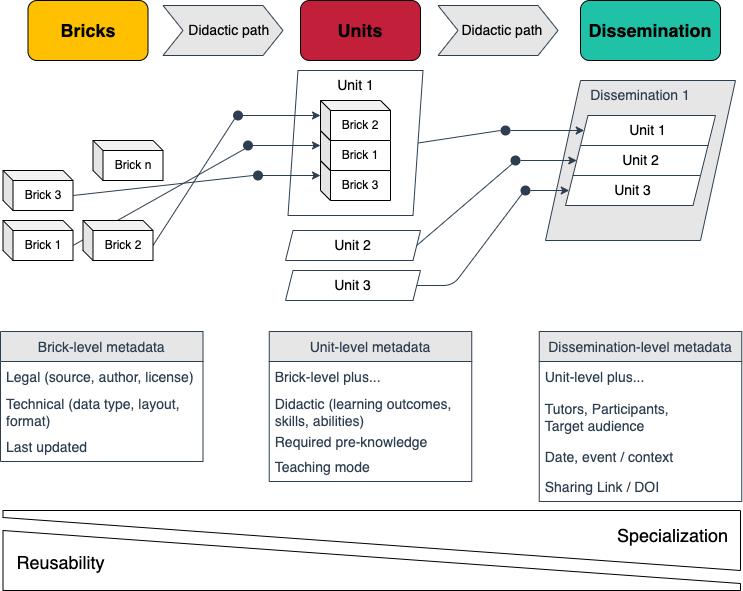 Bricks
Didactic path
Units
Didactic path
Dissemination
Unit 1
Brick 2
Brick 1
Brick 3
Brick n
Brick 3
Brick 1
Brick 2
Unit 2
Unit 3
Dissemination 1
Unit 1
Unit 2
Unit 3
Brick-level metadata
Legal (source, author, license)
Technical (data type, layout,
format)
Last updated
Unit-level metadata
Brick-level plus...
Didactic (learning outcomes,
skills, abilities)
Required pre-knowledge
Teaching mode
Dissemination-level metadata
Unit-level plus...
Tutors, Participants,
Target audience
Date, event / context
Sharing Link / DOI
Specialization
Reusability